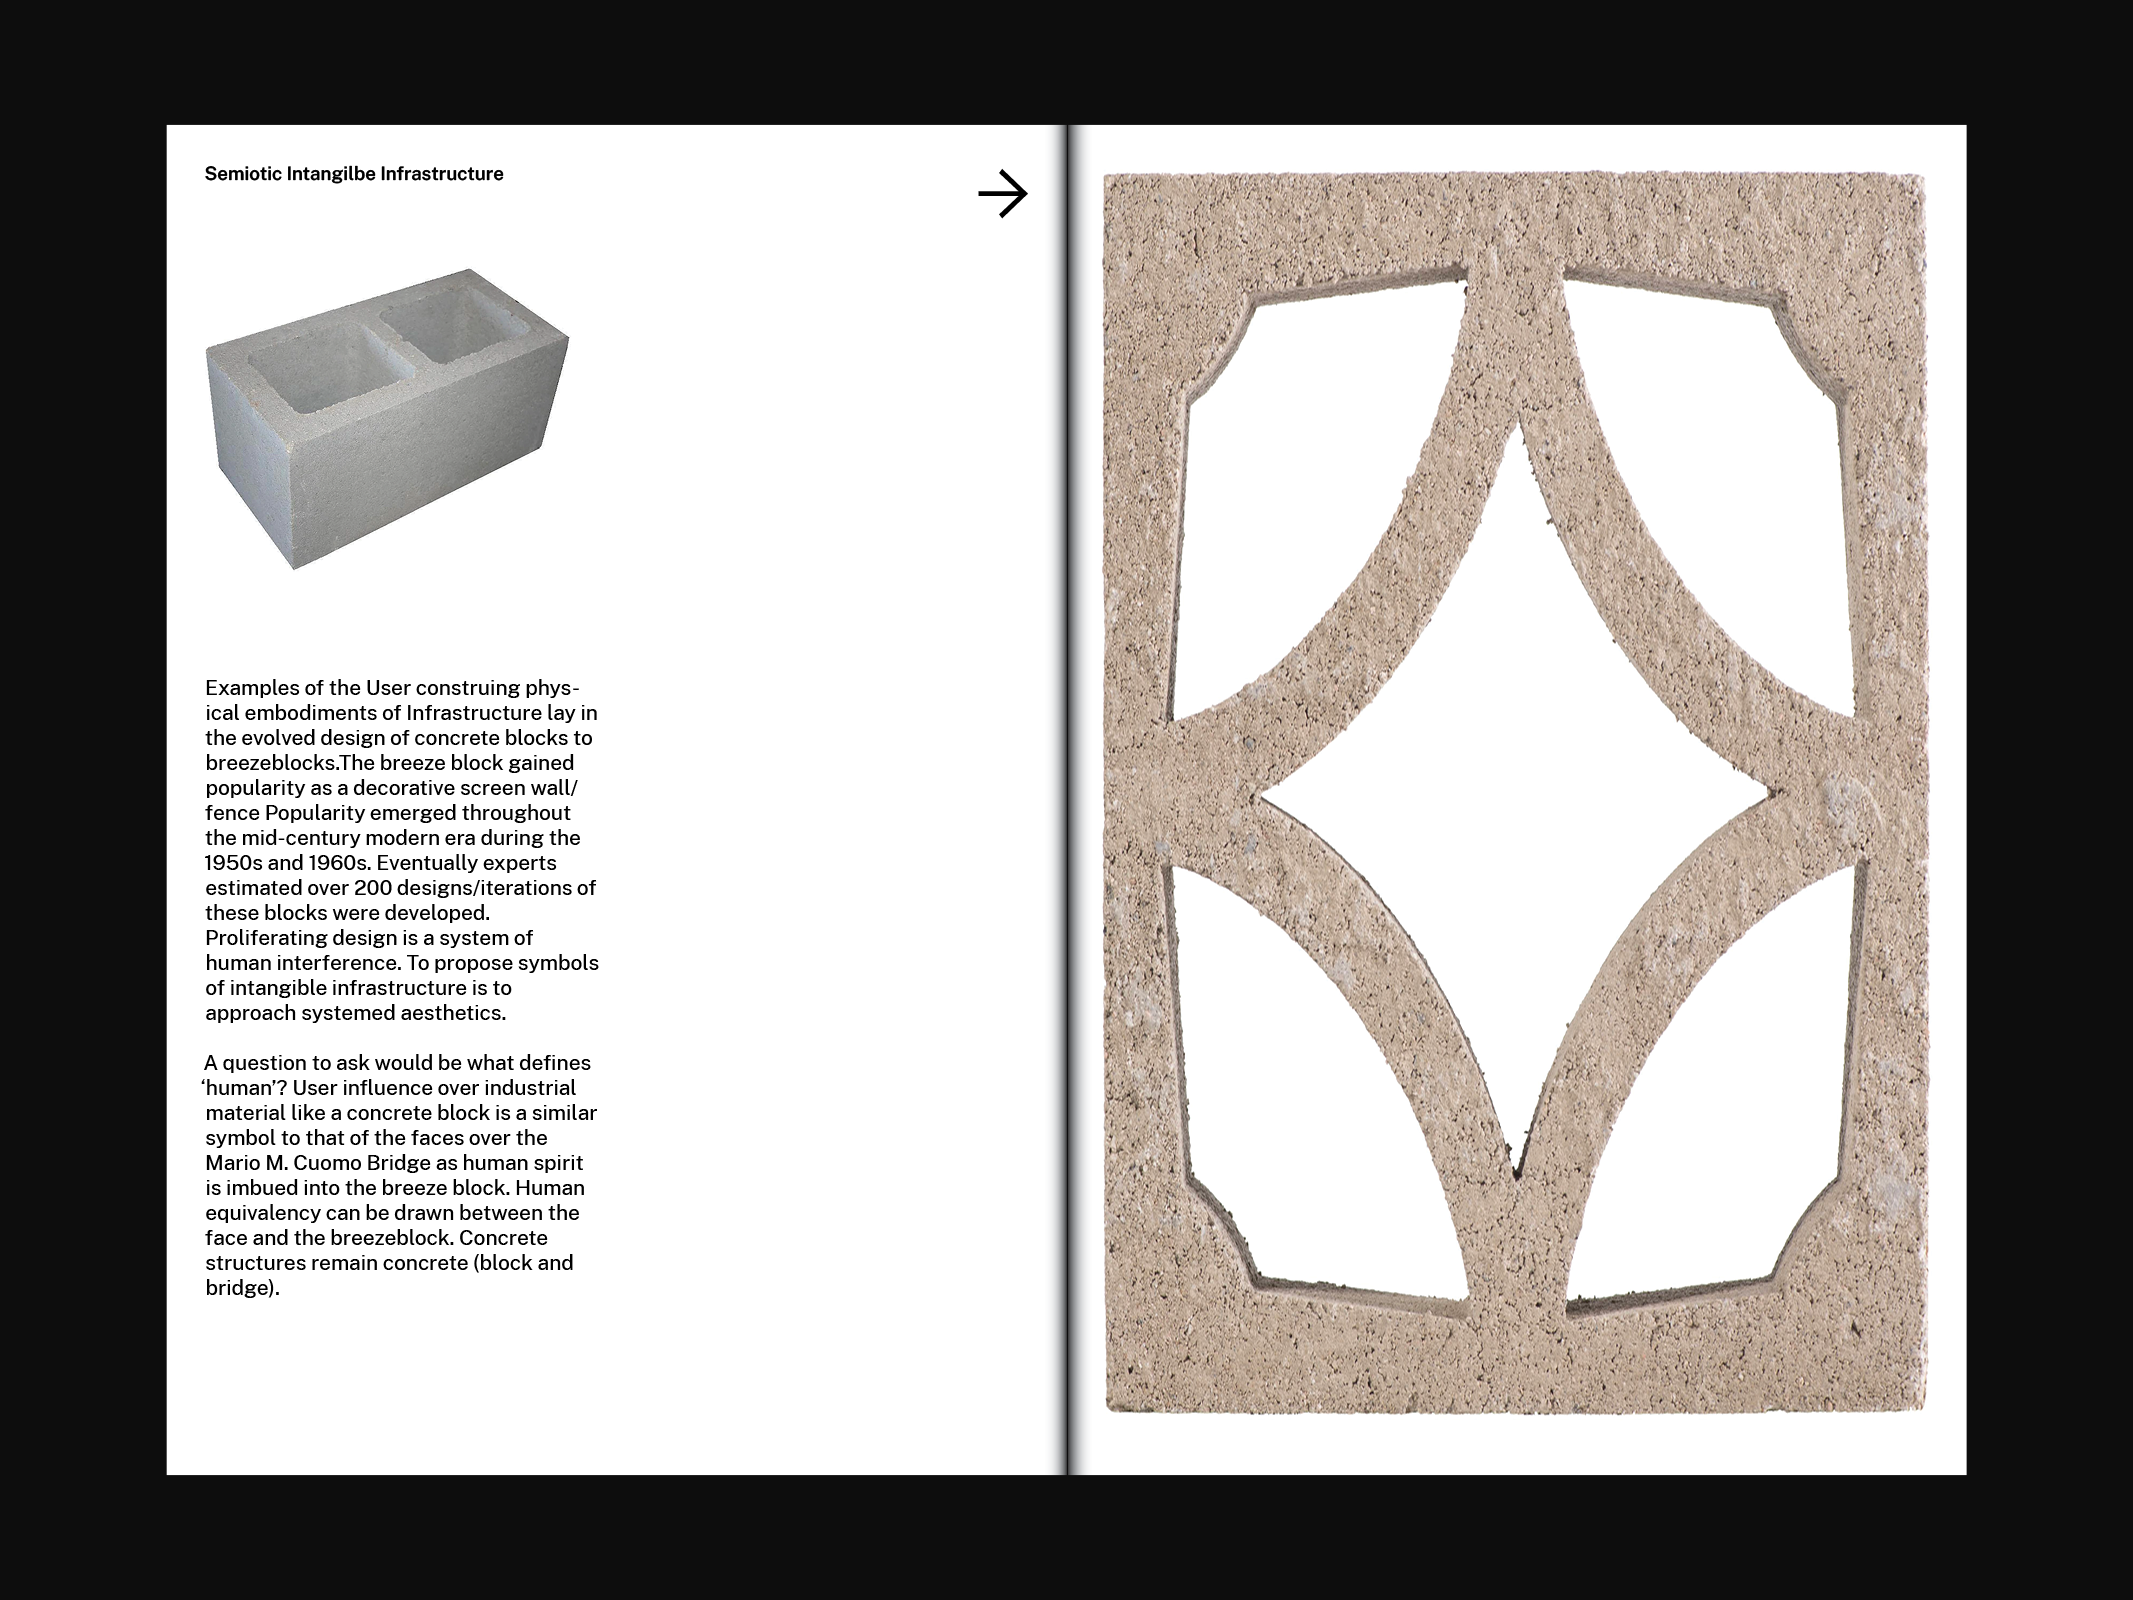 Semiotic Intangilbe Infrastructure
Examples of the User construing phys-
ical embodiments of Infrastructure lay in
the evolved design of concrete blocks to
breezeblocks.The breeze block gained
popularity as a decorative screen wall/
fence Popularity emerged throughout
the mid-century modern era during the
1950s and 1960s. Eventually experts
estimated over 200 designs/iterations of
these blocks were developed.
Proliferating design is a system of
human interference. To propose symbols
of intangible infrastructure is to
approach systemed aesthetics.
A question to ask would be what defines
‘human’? User influence over industrial
material like a concrete block is a similar
symbol to that of the faces over the
Mario M. Cuomo Bridge as human spirit
is imbued into the breeze block. Human
equivalency can be drawn between the
face and the breezeblock. Concrete
structures remain concrete (block and
bridge).